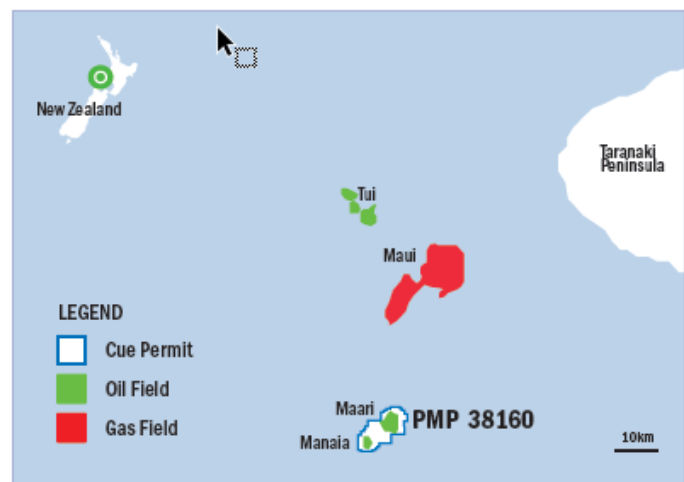 New Zealand
Taranaki
Peninsula
Tui
Maui
LEGEND
Cue Permit
Oil Field
Gas Field
Maari
PMP 38160
Manaia
10km